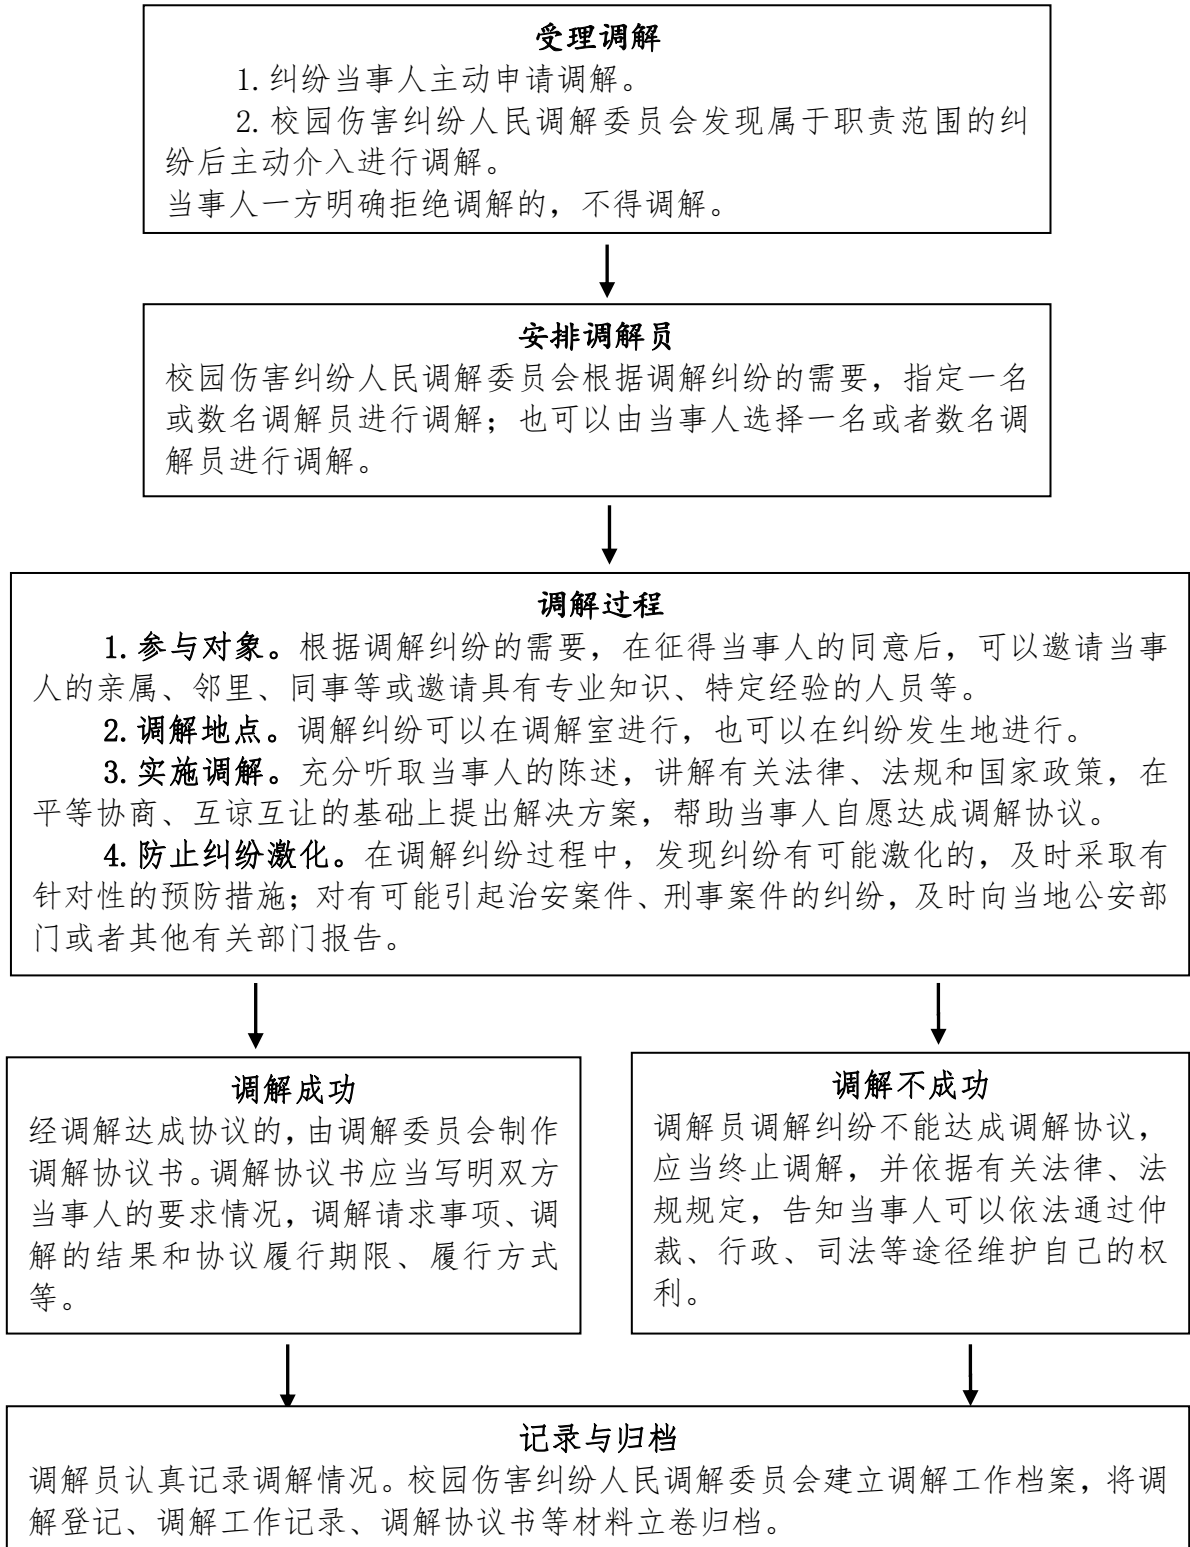 受理调解
1.纠纷当事人主动申请调解。
2.校园伤害纠纷人民调解委员会发现属于职责范围的纠
纷后主动介入进行调解。
当事人一方明确拒绝调解的，不得调解。
安排调解员
校园伤害纠纷人民调解委员会根据调解纠纷的需要，指定一名
或数名调解员进行调解；也可以由当事人选择一名或者数名调
解员进行调解。
调解过程
1.参与对象。根据调解纠纷的需要，在征得当事人的同意后，可以邀请当事
人的亲属、邻里、同事等或邀请具有专业知识、特定经验的人员等。
2.调解地点。调解纠纷可以在调解室进行，也可以在纠纷发生地进行。
3.实施调解。充分听取当事人的陈述，讲解有关法律、法规和国家政策，在
平等协商、互谅互让的基础上提出解决方案，帮助当事人自愿达成调解协议。
4.防止纠纷激化。在调解纠纷过程中，发现纠纷有可能激化的，及时采取有
针对性的预防措施；对有可能引起治安案件、刑事案件的纠纷，及时向当地公安部
门或者其他有关部门报告。
调解成功
经调解达成协议的，由调解委员会制作
调解协议书。调解协议书应当写明双方
当事人的要求情况，调解请求事项、调
解的结果和协议履行期限、履行方式
等。
调解不成功
调解员调解纠纷不能达成调解协议，
应当终止调解，并依据有关法律、法
规规定，告知当事人可以依法通过仲
裁、行政、司法等途径维护自己的权
利。
记录与归档
调解员认真记录调解情况。校园伤害纠纷人民调解委员会建立调解工作档案，将调
解登记、调解工作记录、调解协议书等材料立卷归档。